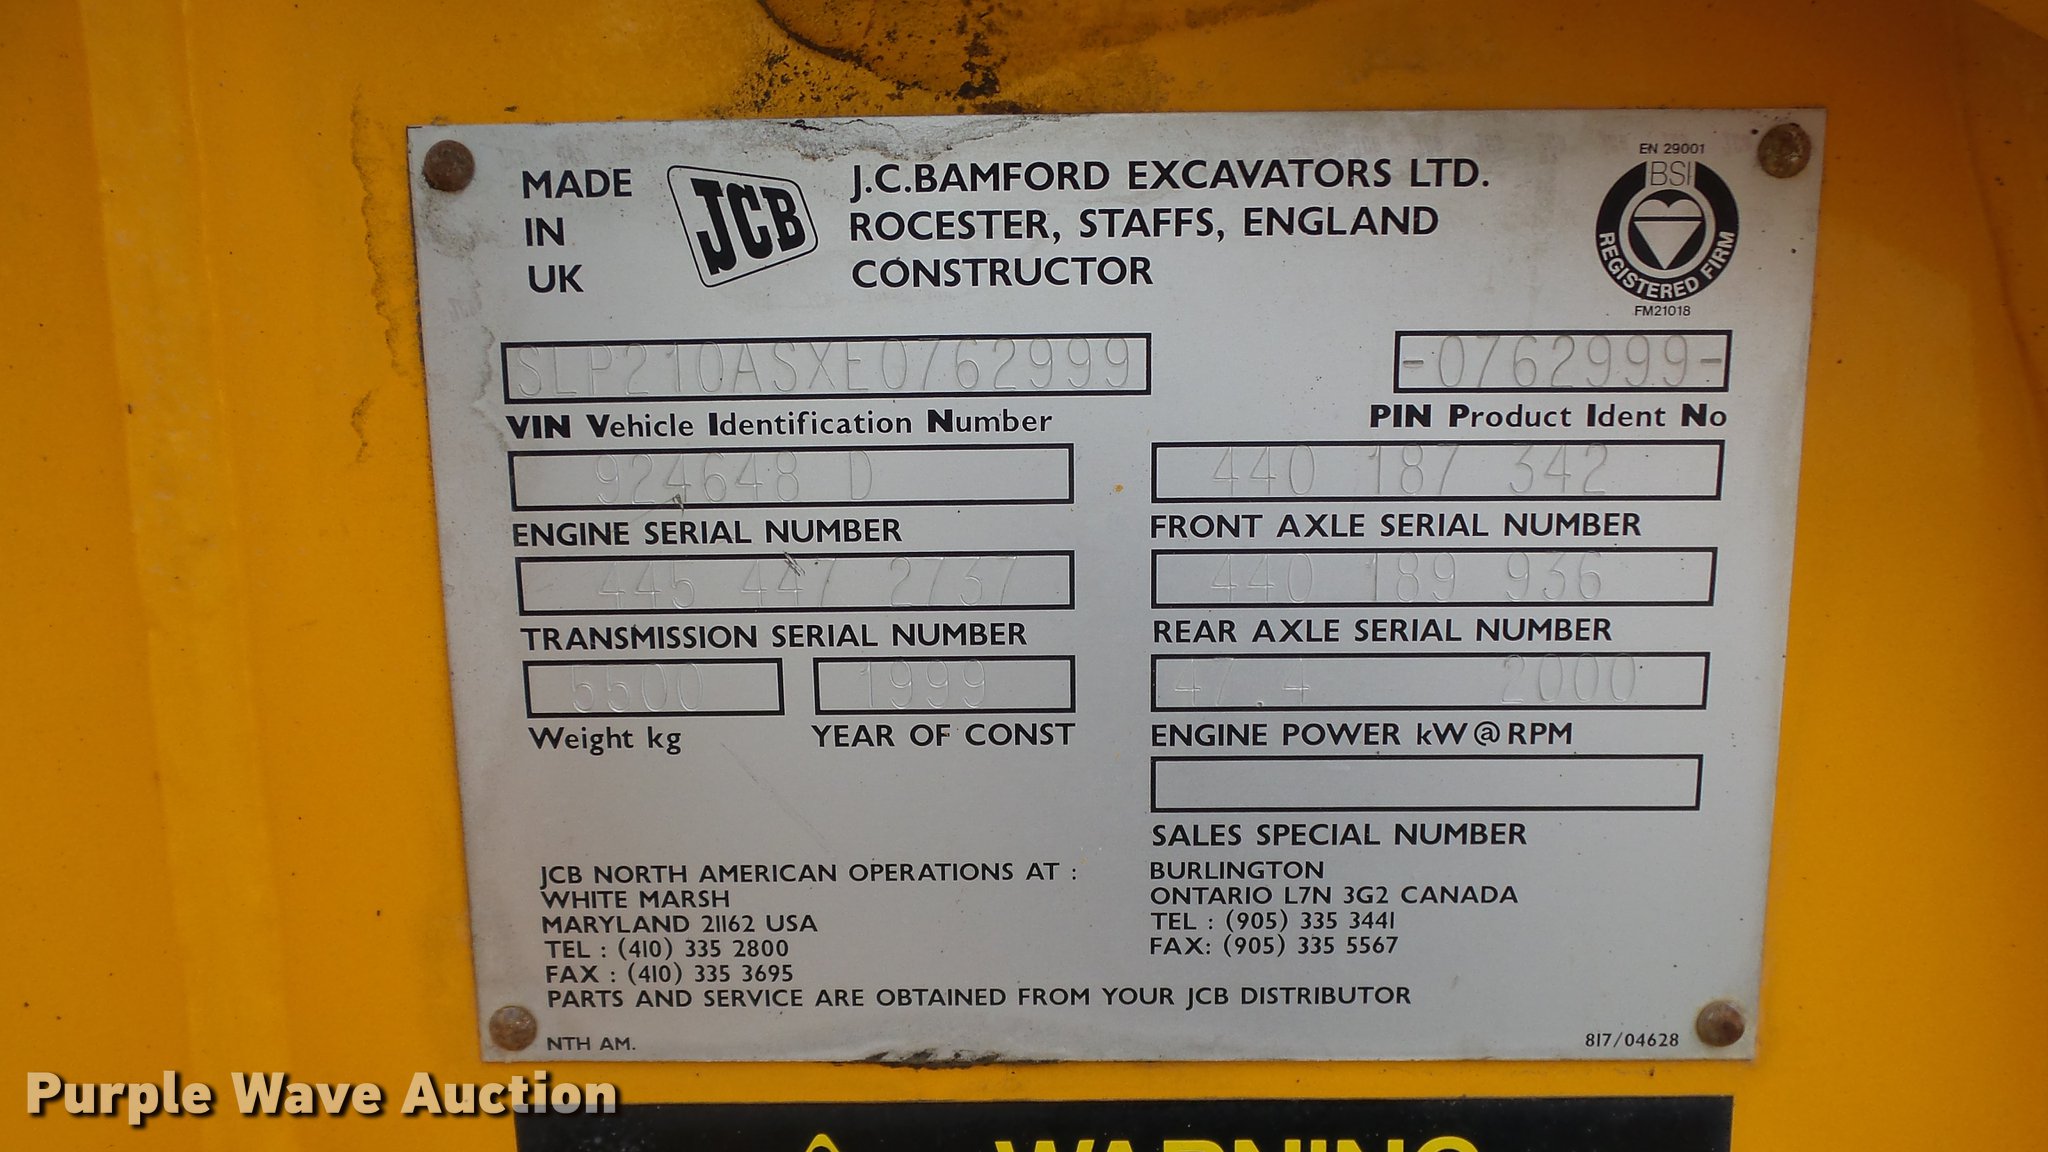 MADE
IN
UK
JCB
J.C.BAMFORD EXCAVATORS LTD.
ROCESTER, STAFFS, ENGLAND
CONSTRUCTOR
EN 29001
BSI
REGISTERED FIRM
FM21018
SLP210ASXE0762999
VIN Vehicle Identification Number
-0762999-
PIN Product Ident No
924648 D
ENGINE SERIAL NUMBER
440 187 342
FRONT AXLE SERIAL NUMBER
445 447 2737
TRANSMISSION SERIAL NUMBER
440 189 936
REAR AXLE SERIAL NUMBER
5500
Weight kg
1999
YEAR OF CONST
47.4 2000
ENGINE POWER kW@RPM
SALES SPECIAL NUMBER
JCB NORTH AMERICAN OPERATIONS AT :
WHITE MARSH
MARYLAND 21162 USA
TEL : (410) 335 2800
FAX : (410) 335 3695
BURLINGTON
ONTARIO L7N 3G2 CANADA
TEL : (905) 335 3441
FAX: (905) 335 5567
PARTS AND SERVICE ARE OBTAINED FROM YOUR JCB DISTRIBUTOR
NTH AM.
817/04628
Purple Wave Auction
WARNING